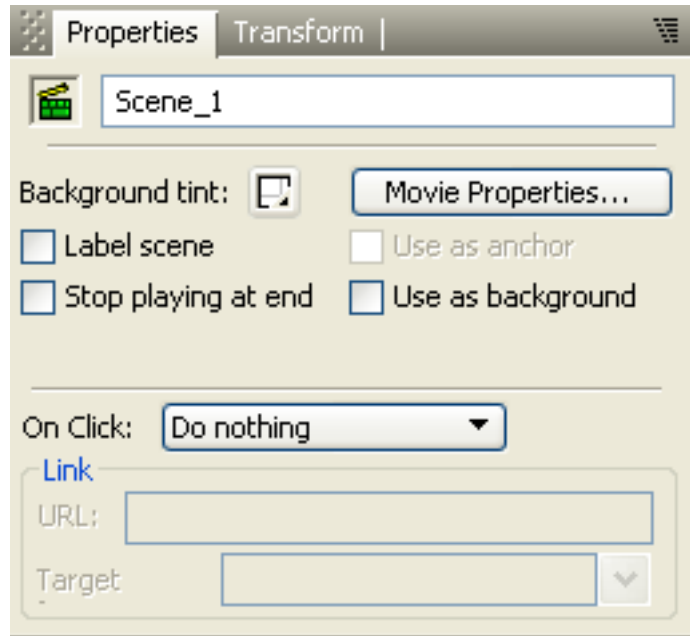 Properties Transform
Scene_1
Background tint: Movie Properties...
Label scene Use as anchor
Stop playing at end Use as background
On Click: Do nothing
Link
URL:
Target